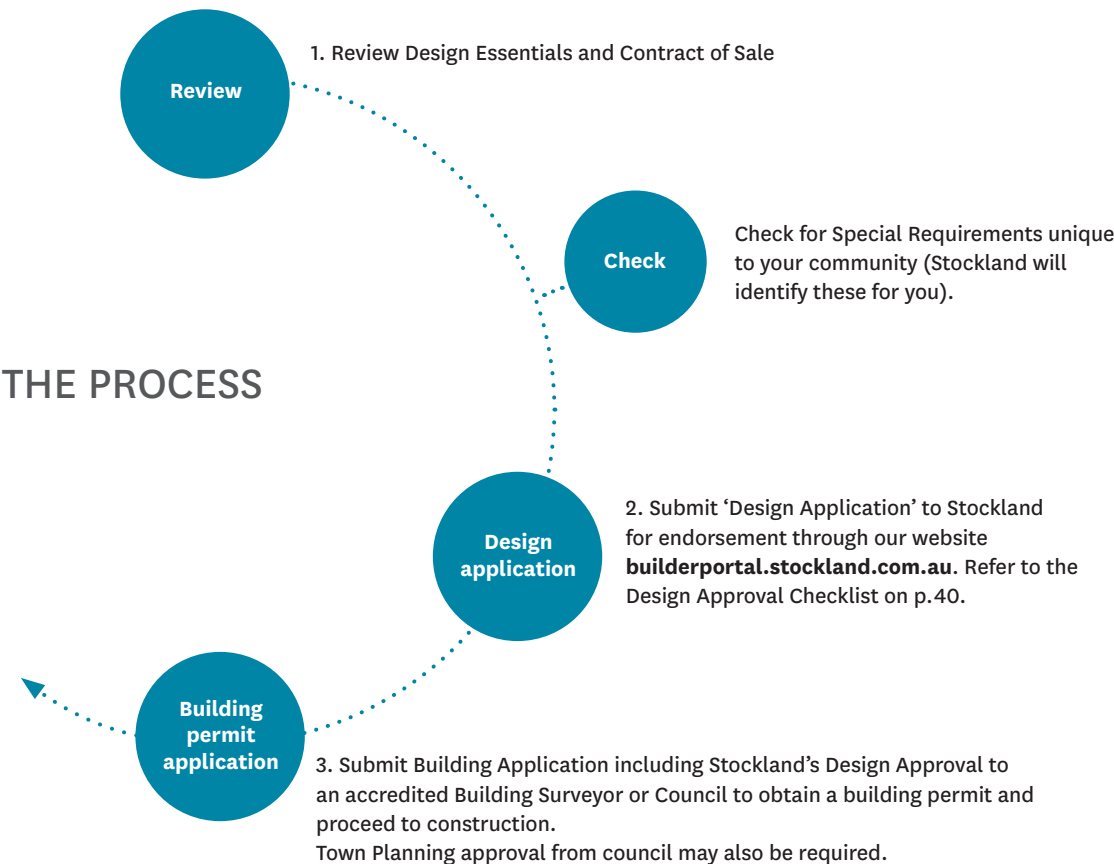 Review
1. Review Design Essentials and Contract of Sale
Check
Check for Special Requirements unique
to your community (Stockland will
identify these for you).
THE PROCESS
Design
application
2. Submit ‘Design Application’ to Stockland
for endorsement through our website
builderportal.stockland.com.au. Refer to the
Design Approval Checklist on p.40.
Building
permit
application
3. Submit Building Application including Stockland’s Design Approval to
an accredited Building Surveyor or Council to obtain a building permit and
proceed to construction.
Town Planning approval from council may also be required.